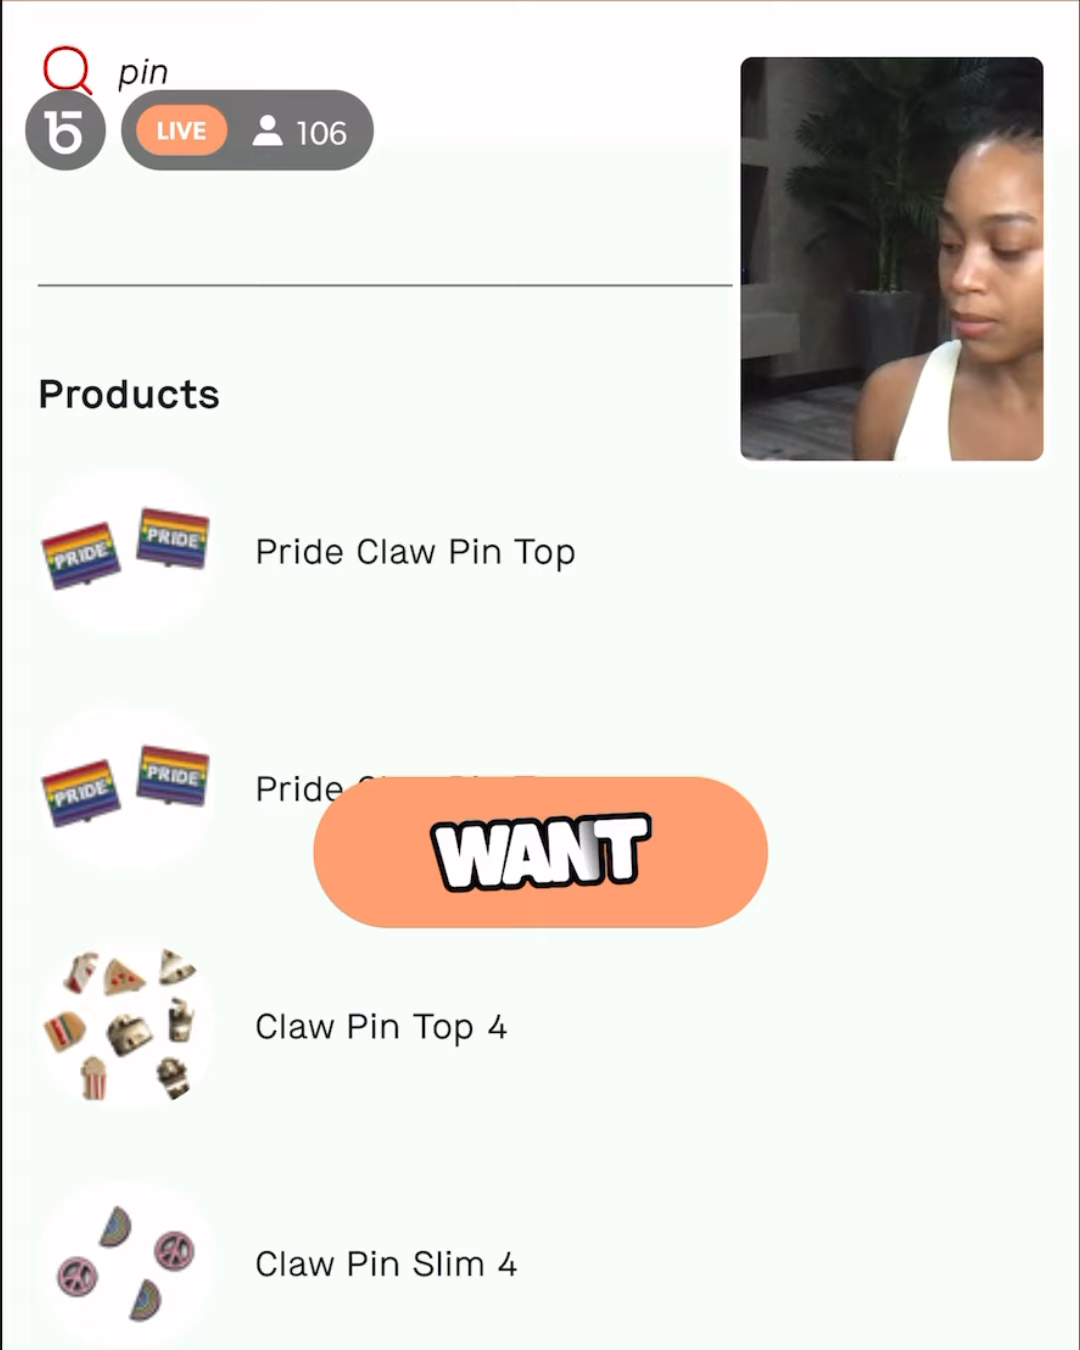 pin
LIVE 106
Products
PRIDE PRIDE
Pride Claw Pin Top
PRIDE PRIDE
Pride
WANT
Claw Pin Top 4
Claw Pin Slim 4